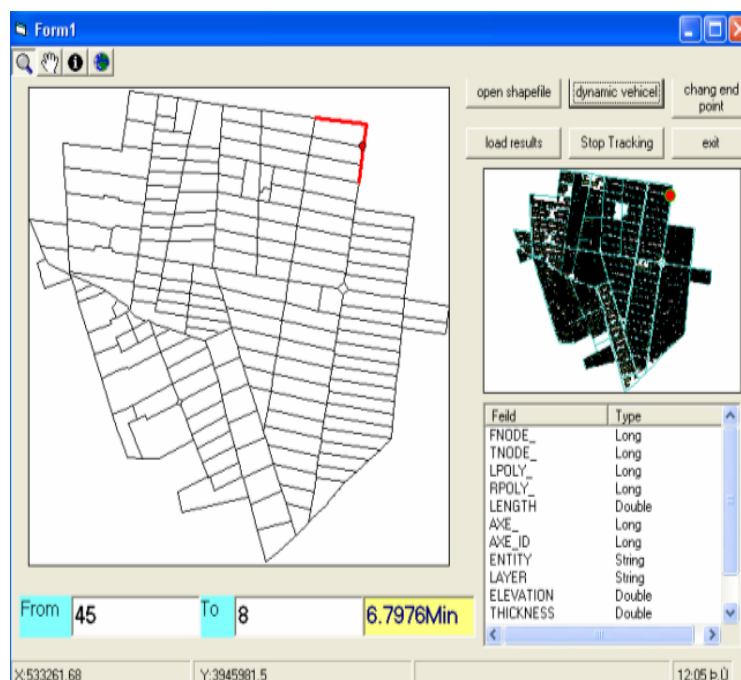 Form1
open shapefile
dynamic vehicel
chang end
point
load results
Stop Tracking
exit
Feild Type
FNODE_ Long
TNODE_ Long
LPOLY_ Long
RPOLY_ Long
LENGTH Double
AXE_ Long
AXE_ID Long
ENTITY String
LAYER String
ELEVATION Double
THICKNESS Double
From 45 To 8 6.7976Min
X:533261.68 Y:3945981.5 12:05 Þ.Ù